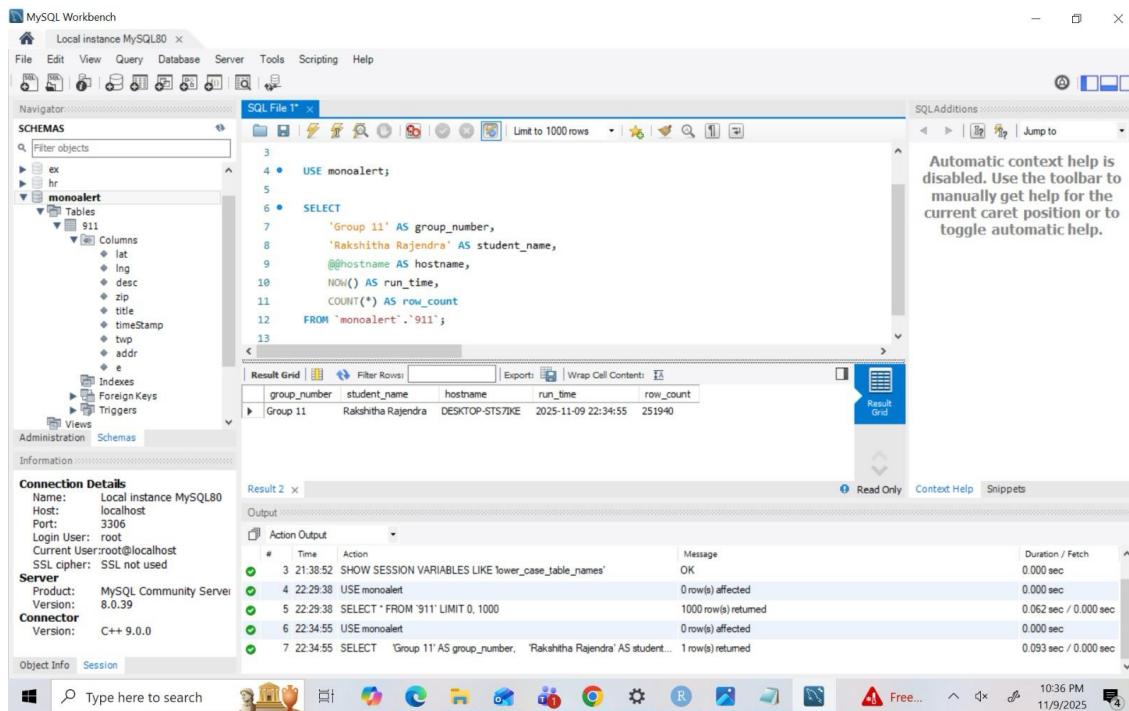 MySQL Workbench
Local instance MySQL80
File Edit View Query Database Server Tools Scripting Help
Navigator
SCHEMAS
Filter objects
ex
hr
monoalert
Tables
911
Columns
lat
lng
desc
zip
title
timeStamp
twp
addr
e
Indexes
Foreign Keys
Triggers
Views
Administration Schemas
Information
Connection Details
Name: Local instance MySQL80
Host: localhost
Port: 3306
Login User: root
Current User:root@localhost
SSL cipher: SSL not used
Server
Product: MySQL Community Server
Version: 8.0.39
Connector
Version: C++ 9.0.0
Object Info Session
SQL File 1*
Limit to 1000 rows
3
4 USE monoalert;
5
6 SELECT
7 'Group 11' AS group_number,
8 'Rakshitha Rajendra' AS student_name,
9 @@hostname AS hostname,
10 NOW() AS run_time,
11 COUNT(*) AS row_count
12 FROM `monoalert`.`911`;
13
Result Grid Filter Rows: Export: Wrap Cell Content:
group_number student_name hostname run_time row_count
Group 11 Rakshitha Rajendra DESKTOP-STS7IKE 2025-11-09 22:34:55 251940
Result Grid
Result 2
Read Only
Output
Action Output
# Time Action Message Duration / Fetch
3 21:38:52 SHOW SESSION VARIABLES LIKE 'lower_case_table_names' OK 0.000 sec
4 22:29:38 USE monoalert 0 row(s) affected 0.000 sec
5 22:29:38 SELECT * FROM `911` LIMIT 0, 1000 1000 row(s) returned 0.062 sec / 0.000 sec
6 22:34:55 USE monoalert 0 row(s) affected 0.000 sec
7 22:34:55 SELECT 'Group 11' AS group_number, 'Rakshitha Rajendra' AS student... 1 row(s) returned 0.093 sec / 0.000 sec
SQLAdditions
Jump to
Automatic context help is
disabled. Use the toolbar to
manually get help for the
current caret position or to
toggle automatic help.
Context Help Snippets
Type here to search
Free...
10:36 PM
11/9/2025
4